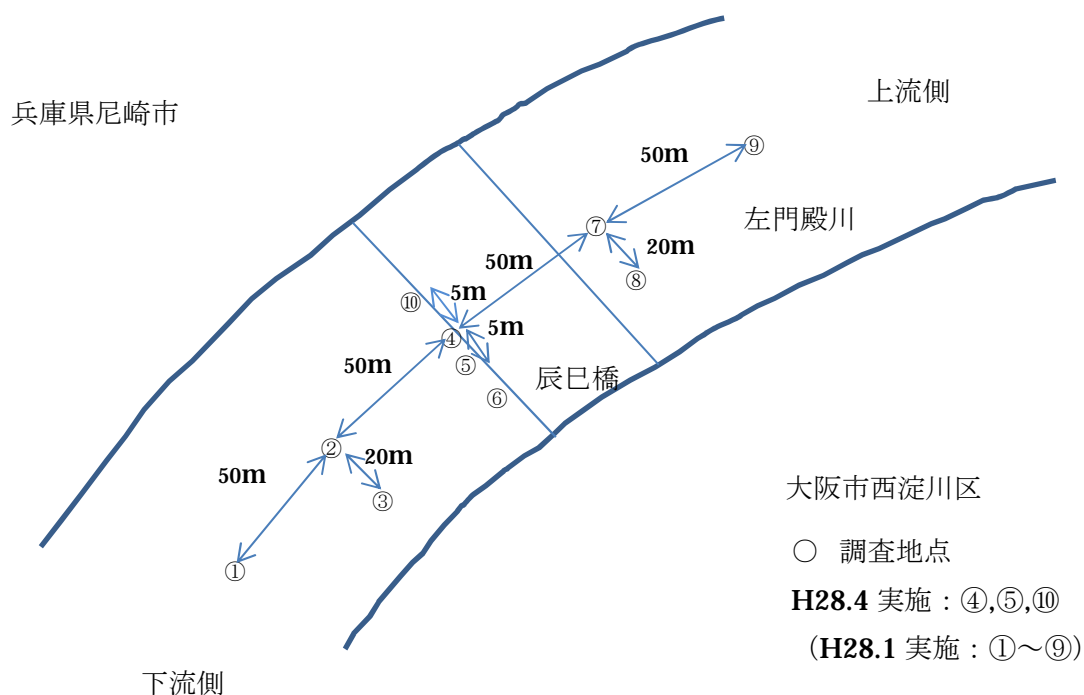 上流側
兵庫県尼崎市
⑨
50m
左門殿川
⑦
20m
50m
⑧
5m
⑩
5m
④
⑤
50m
辰巳橋
⑥
②
20m
50m
③
大阪市西淀川区
○ 調査地点
①
H28.4 実施：④,⑤,⑩
（H28.1 実施：①～⑨）
下流側